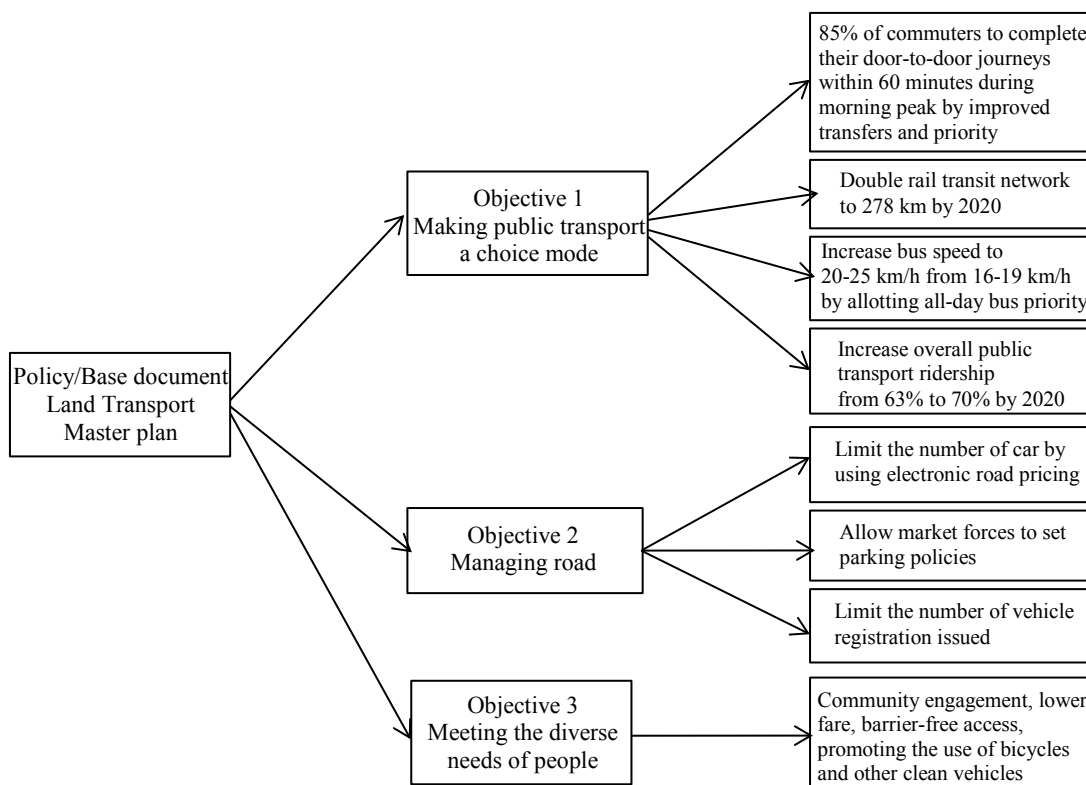 85% of commuters to complete
their door-to-door journeys
within 60 minutes during
morning peak by improved
transfers and priority
Objective 1
Making public transport
a choice mode
Double rail transit network
to 278 km by 2020
Increase bus speed to
20-25 km/h from 16-19 km/h
by allotting all-day bus priority
Increase overall public
transport ridership
from 63% to 70% by 2020
Policy/Base document
Land Transport
Master plan
Limit the number of car by
using electronic road pricing
Objective 2
Managing road
Allow market forces to set
parking policies
Limit the number of vehicle
registration issued
Objective 3
Meeting the diverse
needs of people
Community engagement, lower
fare, barrier-free access,
promoting the use of bicycles
and other clean vehicles